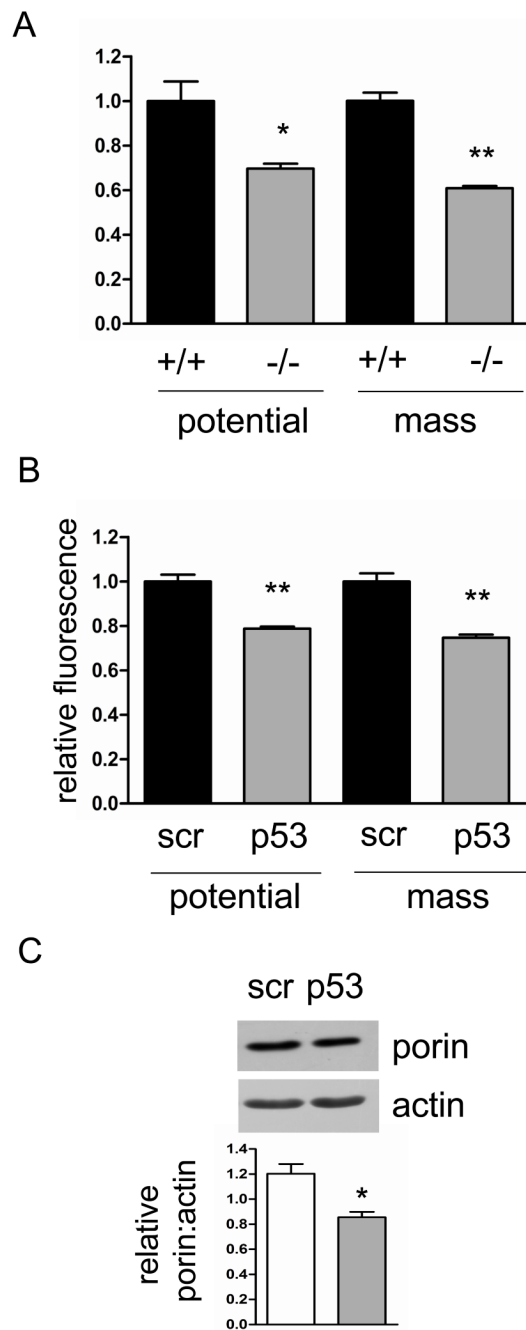 A
1.2
1.0
0.8
0.6
0.4
0.2
0.0
*
**
+/+ -/- +/+ -/-
potential mass
B
relative fluorescence
1.2
1.0
0.8
0.6
0.4
0.2
0.0
**
**
scr p53 scr p53
potential mass
C
scr p53
porin
actin
relative
porin:actin
1.4
1.2
1.0
0.8
0.6
0.4
0.2
0.0
*